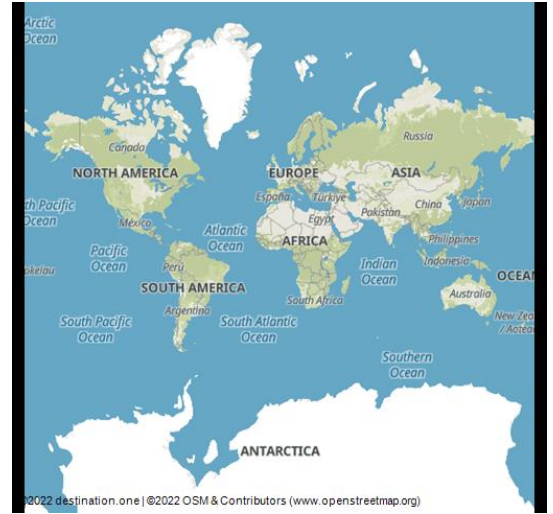 Arctic
Ocean
Russia
Canada
NORTH AMERICA
EUROPE
ASIA
España
Türkiye
China
Japan
th Pacific
Ocean
México
Egypt
Pakistan
Atlantic
Ocean
Philippines
AFRICA
Pacific
Ocean
Indian
Ocean
Indonesia
okelau
Perú
OCEAN
SOUTH AMERICA
Australia
South Africa
Argentina
South Pacific
Ocean
South Atlantic
Ocean
New Zea
/ Aotea
Southern
Ocean
ANTARCTICA
©2022 destination.one | ©2022 OSM & Contributors (www.openstreetmap.org)